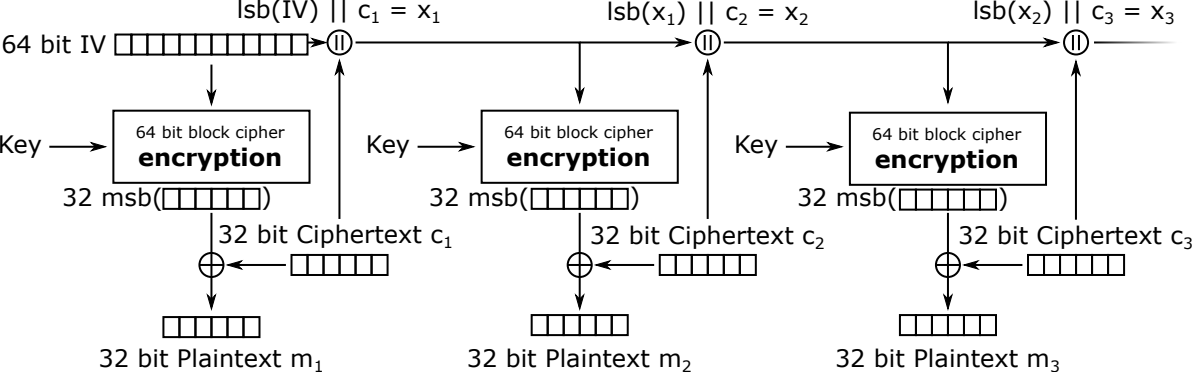 lsb(IV) || c₁ = x₁
lsb(x₁) || c₂ = x₂
lsb(x₂) || c₃ = x₃
64 bit IV
||
||
||
64 bit block cipher
encryption
64 bit block cipher
encryption
64 bit block cipher
encryption
Key
Key
Key
32 msb( )
32 msb( )
32 msb( )
32 bit Ciphertext c₁
32 bit Ciphertext c₂
32 bit Ciphertext c₃
32 bit Plaintext m₁
32 bit Plaintext m₂
32 bit Plaintext m₃